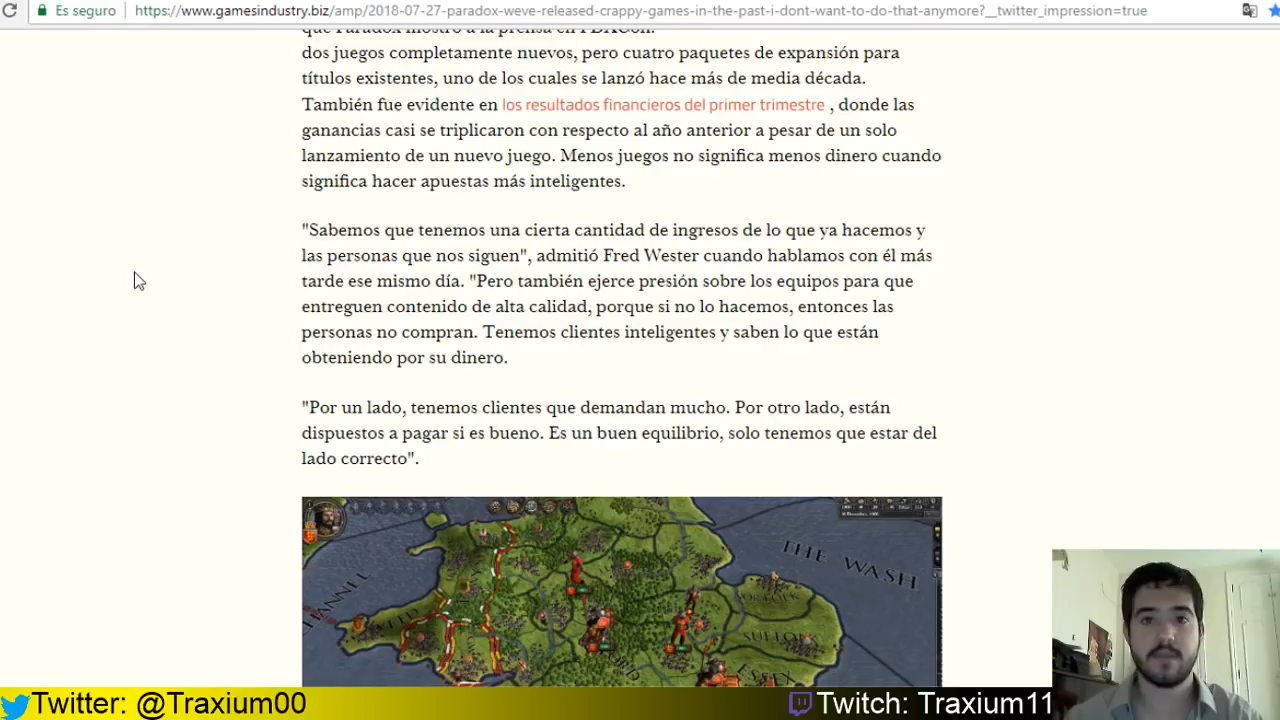 Es seguro
https://www.gamesindustry.biz/amp/2018-07-27-paradox-weve-released-crappy-games-in-the-past-i-dont-want-to-do-that-anymore?__twitter_impression=true
que Paradox mostró a la prensa en PDXCon.
dos juegos completamente nuevos, pero cuatro paquetes de expansión para
títulos existentes, uno de los cuales se lanzó hace más de media década.
También fue evidente en los resultados financieros del primer trimestre , donde las
ganancias casi se triplicaron con respecto al año anterior a pesar de un solo
lanzamiento de un nuevo juego. Menos juegos no significa menos dinero cuando
significa hacer apuestas más inteligentes.
"Sabemos que tenemos una cierta cantidad de ingresos de lo que ya hacemos y
las personas que nos siguen", admitió Fred Wester cuando hablamos con él más
tarde ese mismo día. "Pero también ejerce presión sobre los equipos para que
entreguen contenido de alta calidad, porque si no lo hacemos, entonces las
personas no compran. Tenemos clientes inteligentes y saben lo que están
obteniendo por su dinero.
"Por un lado, tenemos clientes que demandan mucho. Por otro lado, están
dispuestos a pagar si es bueno. Es un buen equilibrio, solo tenemos que estar del
lado correcto".
THE WASH
CHANNEL
SUFFOLK
Twitter: @Traxium00
Twitch: Traxium11